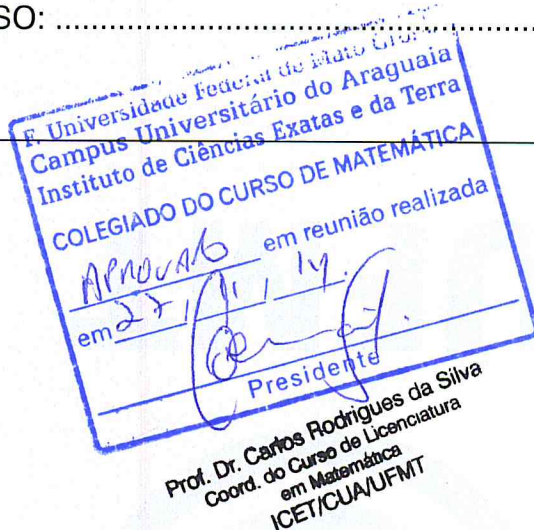 SO: ........................
F. Universidade Federal de Mato Gros
Campus Universitário do Araguaia
Instituto de Ciências Exatas e da Terra
COLEGIADO DO CURSO DE MATEMÁTICA
APROVADO em reunião realizada
em 27 / / 14.
Presidente
Prof. Dr. Carlos Rodrigues da Silva
Coord. do Curso de Licenciatura
em Matemática
ICET/CUA/UFMT